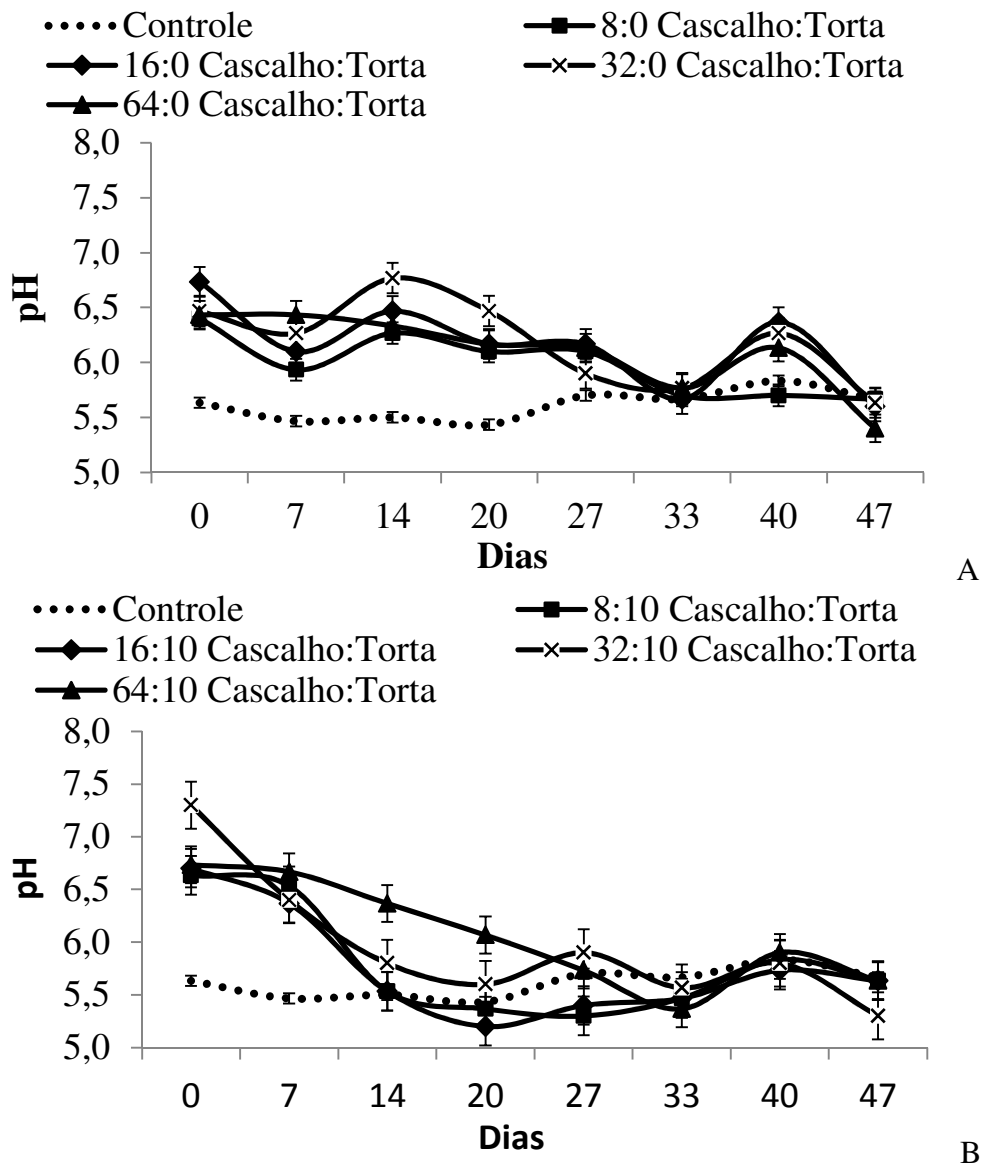 Controle 8:0 Cascalho:Torta
16:0 Cascalho:Torta 32:0 Cascalho:Torta
64:0 Cascalho:Torta
8,0
7,5
7,0
6,5
6,0
5,5
5,0
pH
0 7 14 20 27 33 40 47
Dias
A
Controle 8:10 Cascalho:Torta
16:10 Cascalho:Torta 32:10 Cascalho:Torta
64:10 Cascalho:Torta
8,0
7,5
7,0
6,5
6,0
5,5
5,0
pH
0 7 14 20 27 33 40 47
Dias
B